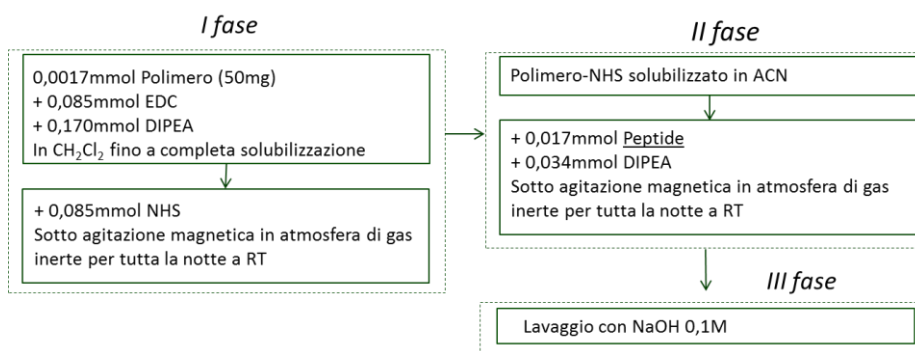 I fase
0,0017mmol Polimero (50mg)
+ 0,085mmol EDC
+ 0,170mmol DIPEA
In CH₂Cl₂ fino a completa solubilizzazione
+ 0,085mmol NHS
Sotto agitazione magnetica in atmosfera di gas
inerte per tutta la notte a RT
II fase
Polimero-NHS solubilizzato in ACN
+ 0,017mmol Peptide
+ 0,034mmol DIPEA
Sotto agitazione magnetica in atmosfera di gas
inerte per tutta la notte a RT
III fase
Lavaggio con NaOH 0,1M